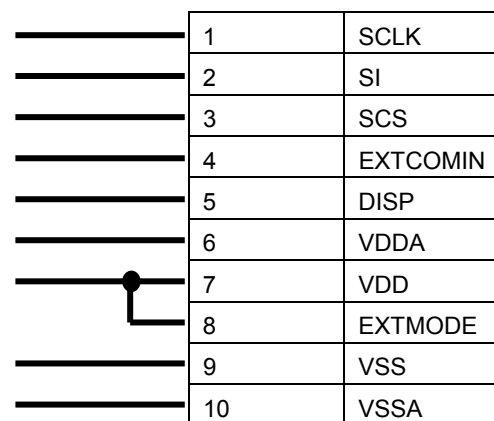 1 SCLK
2 SI
3 SCS
4 EXTCOMIN
5 DISP
6 VDDA
7 VDD
8 EXTMODE
9 VSS
10 VSSA